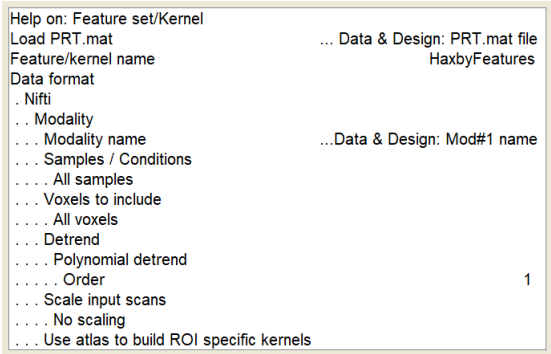 Help on: Feature set/Kernel
Load PRT.mat ... Data & Design: PRT.mat file
Feature/kernel name HaxbyFeatures
Data format
. Nifti
. . Modality
. . . Modality name ...Data & Design: Mod#1 name
. . . Samples / Conditions
. . . . All samples
. . . Voxels to include
. . . . All voxels
. . . Detrend
. . . . Polynomial detrend
. . . . . Order 1
. . . Scale input scans
. . . . No scaling
. . . Use atlas to build ROI specific kernels